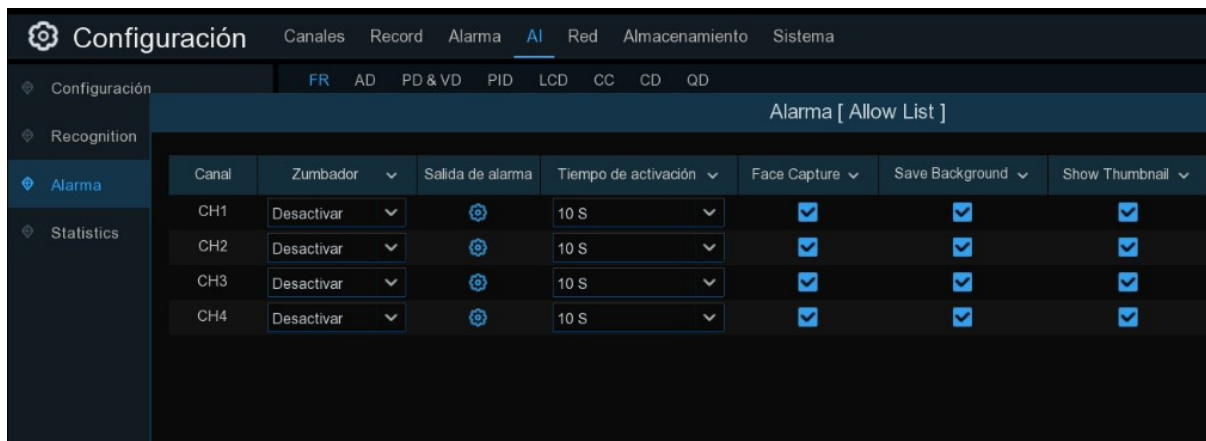 Configuración Canales Record Alarma AI Red Almacenamiento Sistema
Configuración FR AD PD & VD PID LCD CC CD QD
Alarma [ Allow List ]
Recognition
Alarma Canal Zumbador Salida de alarma Tiempo de activación Face Capture Save Background Show Thumbnail
CH1 Desactivar 10 S
Statistics CH2 Desactivar 10 S
CH3 Desactivar 10 S
CH4 Desactivar 10 S